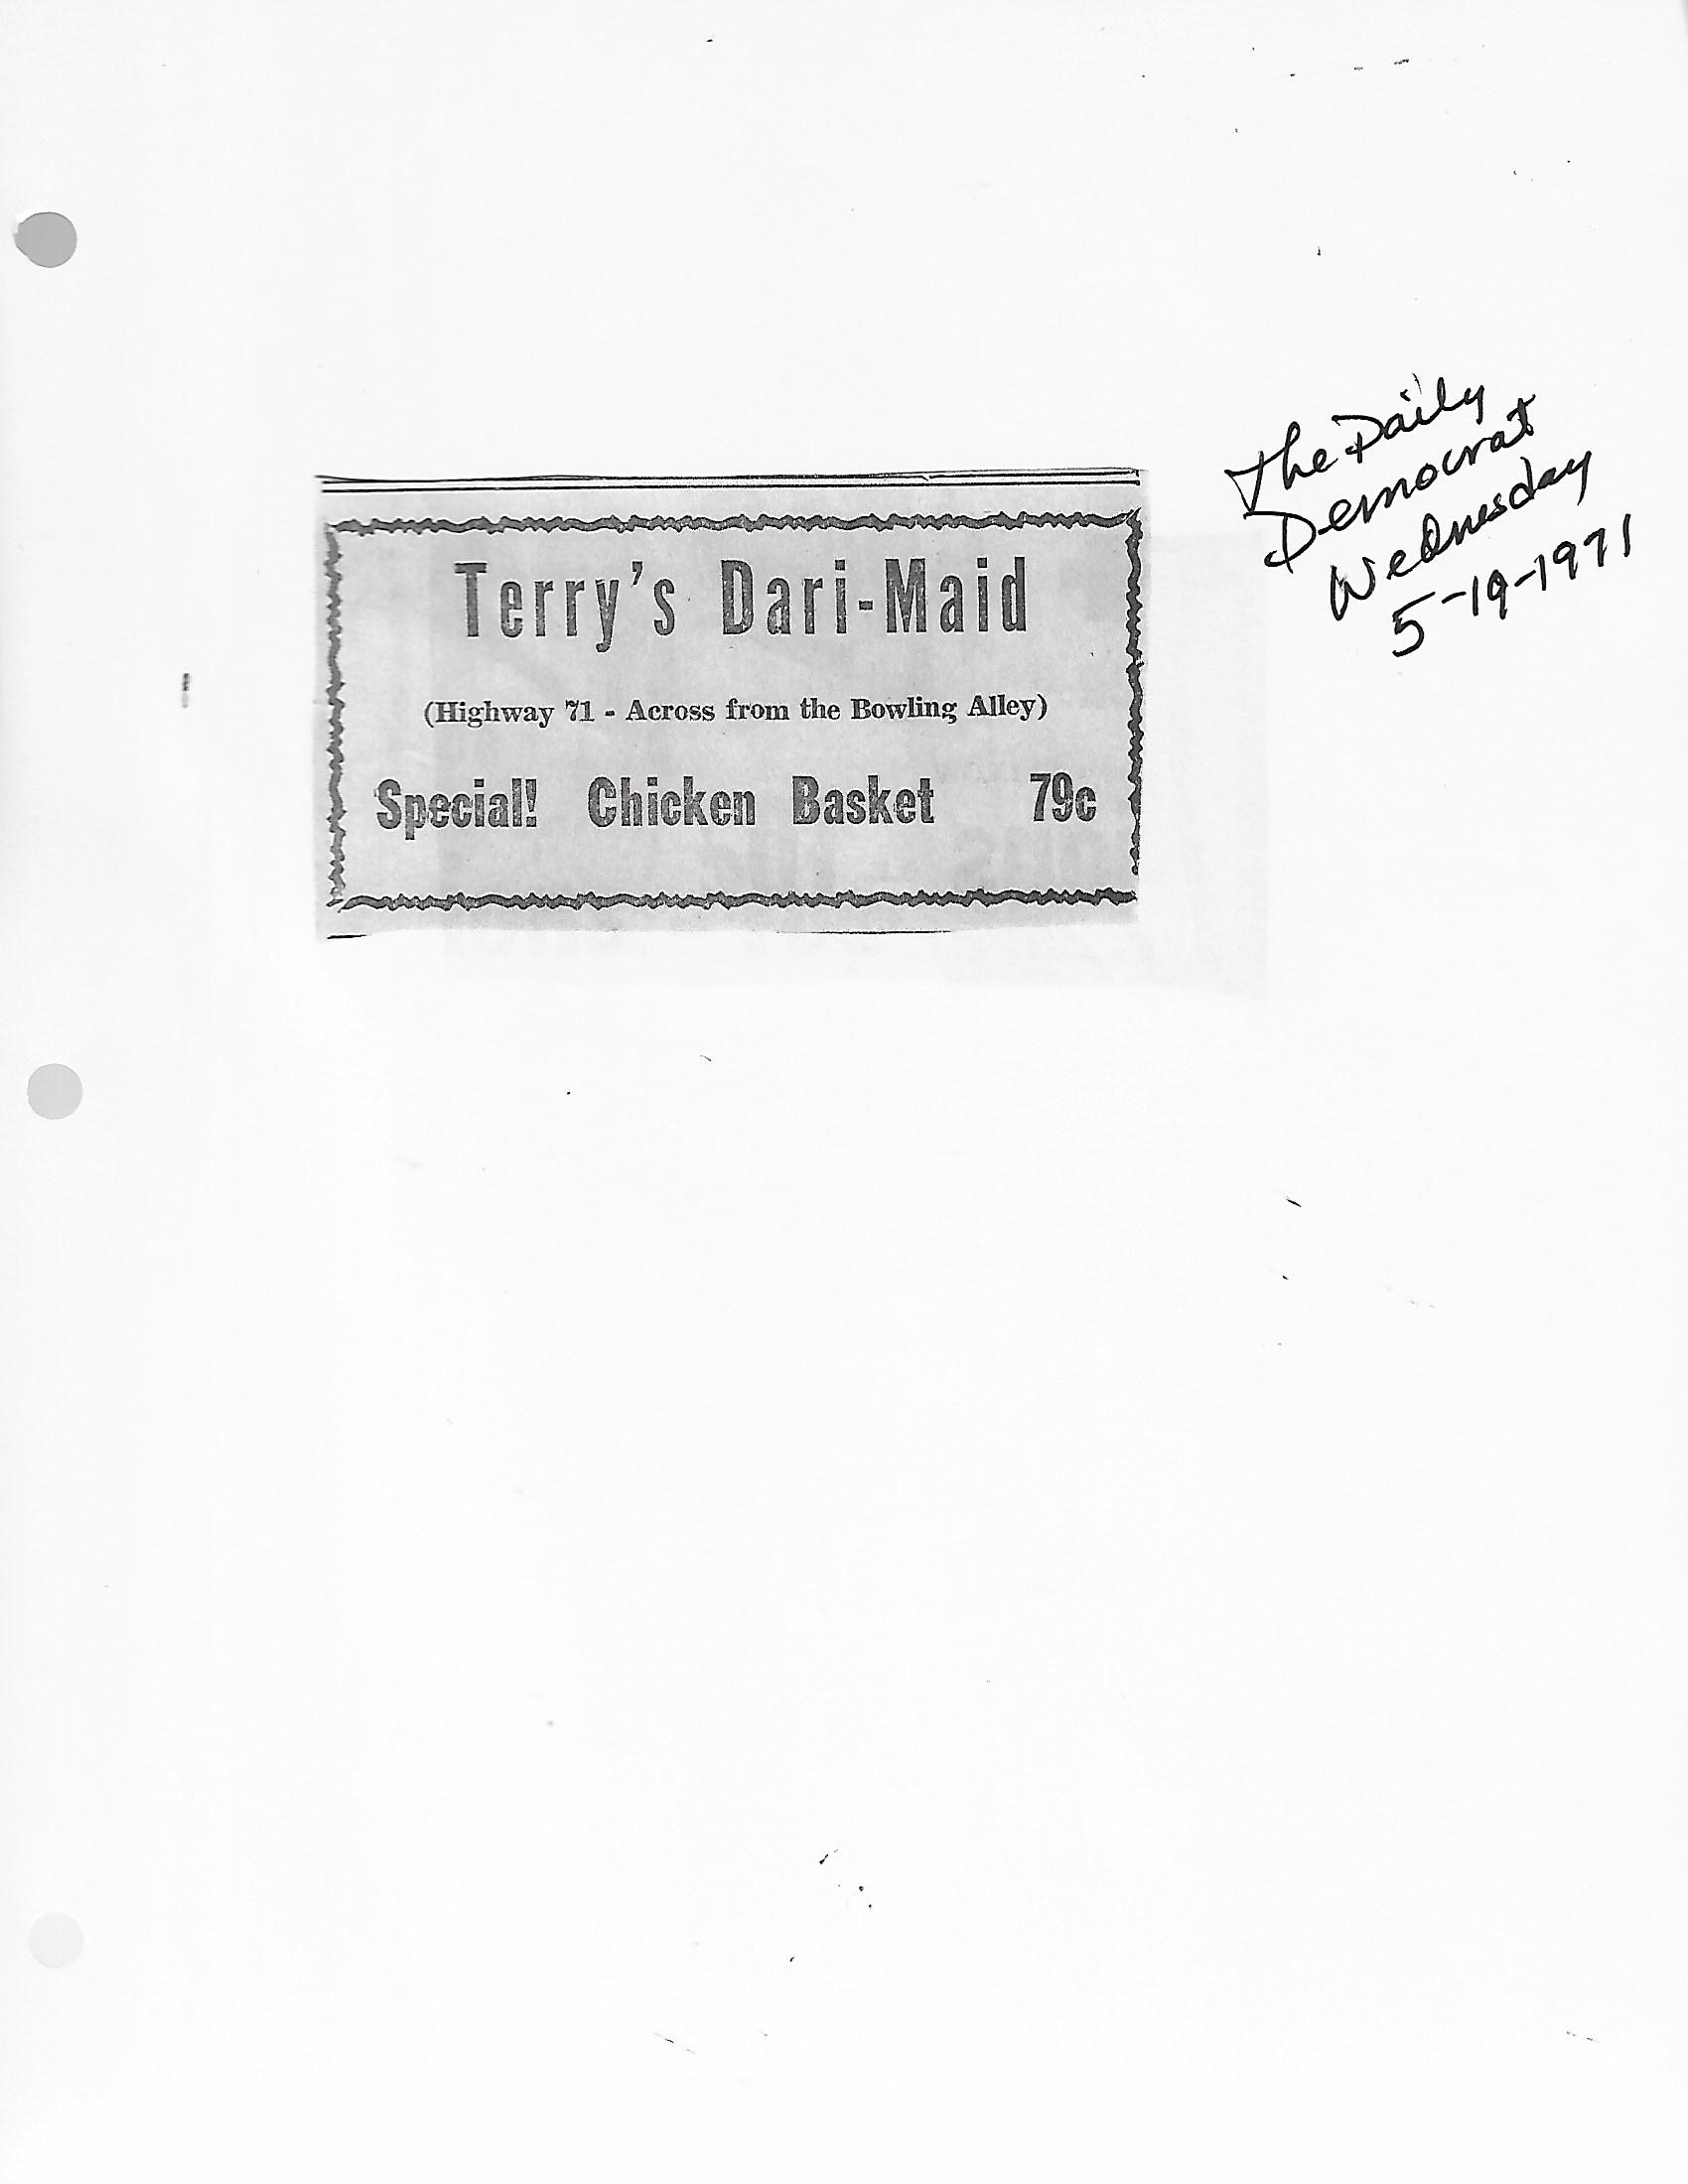 The Daily
Democrat
Wednesday
5-19-1971
Terry's Dari-Maid
(Highway 71 - Across from the Bowling Alley)
Special! Chicken Basket 79c